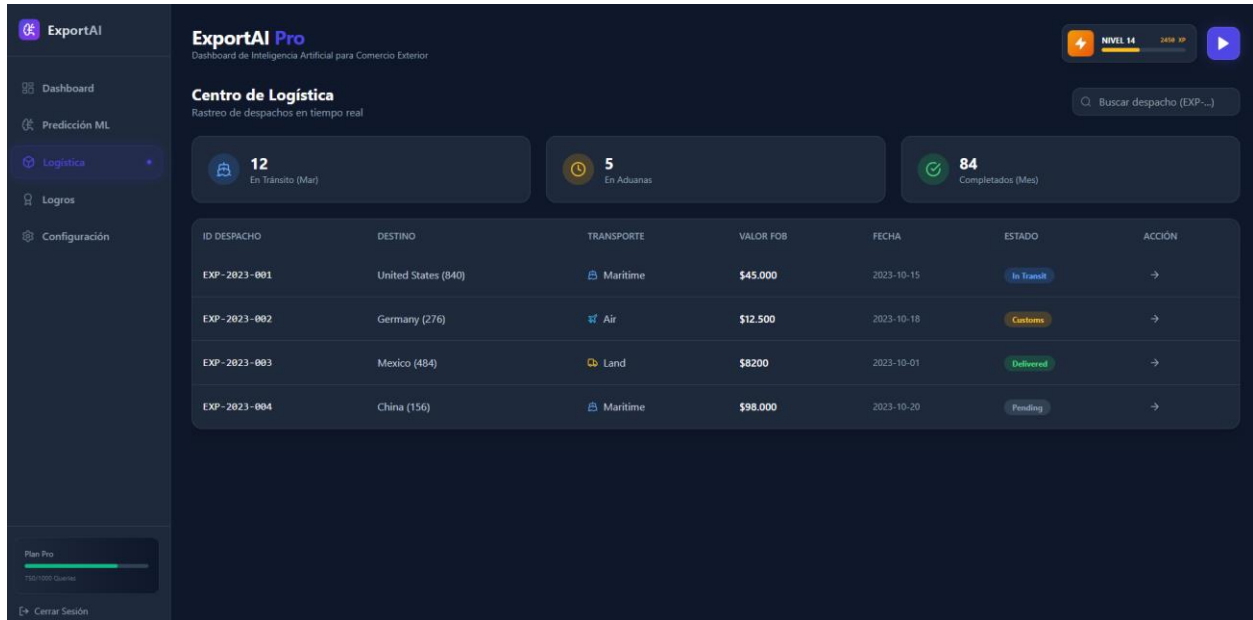 ExportAI
Dashboard
Predicción ML
Logística
Logros
Configuración
Plan Pro
750/1000 Queries
Cerrar Sesión
ExportAI Pro
Dashboard de Inteligencia Artificial para Comercio Exterior
NIVEL 14 2450 XP
Centro de Logística
Rastreo de despachos en tiempo real
Buscar despacho (EXP-...)
12
En Tránsito (Mar)
5
En Aduanas
84
Completados (Mes)
ID DESPACHO DESTINO TRANSPORTE VALOR FOB FECHA ESTADO ACCIÓN
EXP-2023-001 United States (840) Maritime $45.000 2023-10-15 In Transit →
EXP-2023-002 Germany (276) Air $12.500 2023-10-18 Customs →
EXP-2023-003 Mexico (484) Land $8200 2023-10-01 Delivered →
EXP-2023-004 China (156) Maritime $98.000 2023-10-20 Pending →